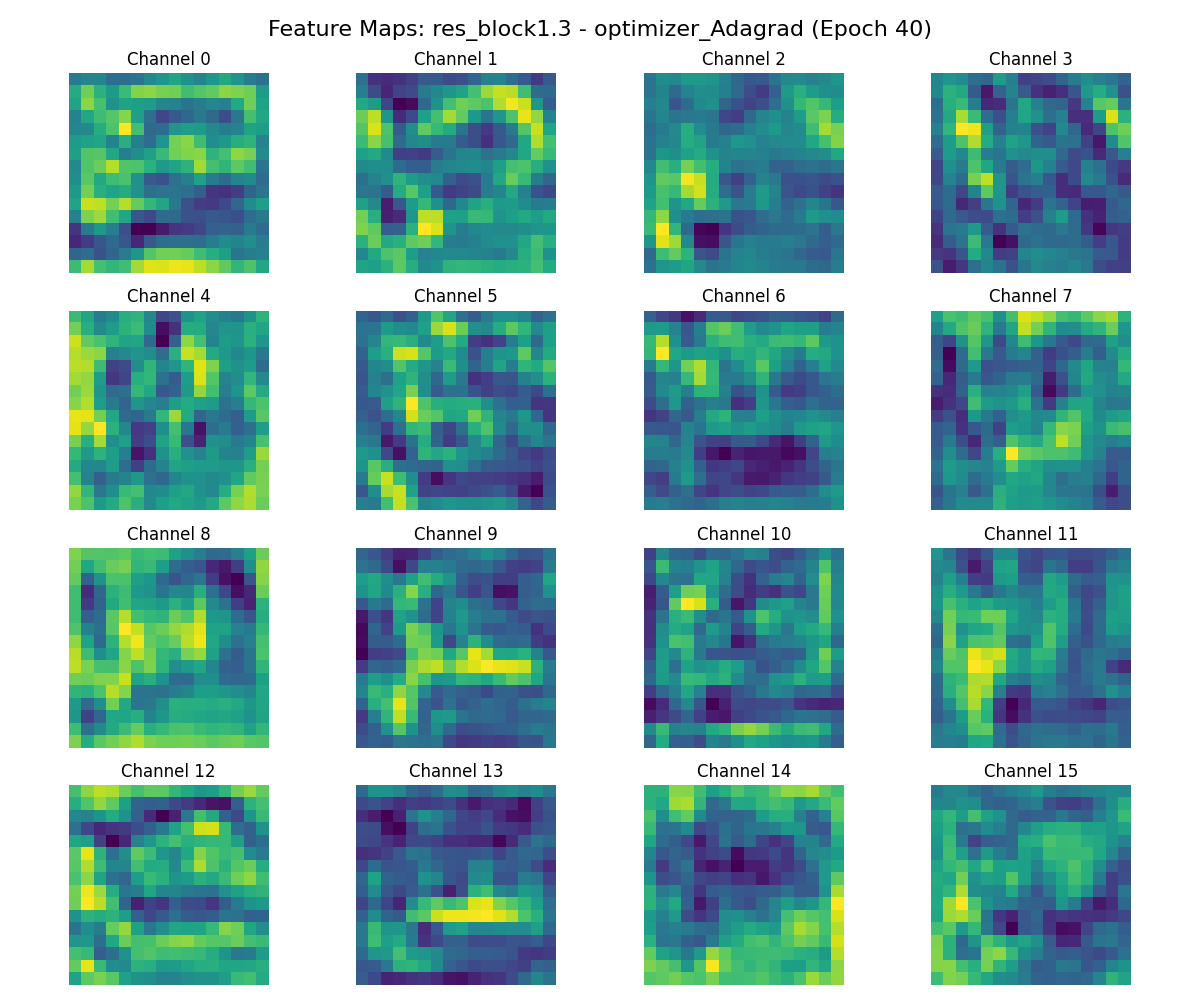 Feature Maps: res_block1.3 - optimizer_Adagrad (Epoch 40)
Channel 0
Channel 1
Channel 2
Channel 3
Channel 4
Channel 5
Channel 6
Channel 7
Channel 8
Channel 9
Channel 10
Channel 11
Channel 12
Channel 13
Channel 14
Channel 15